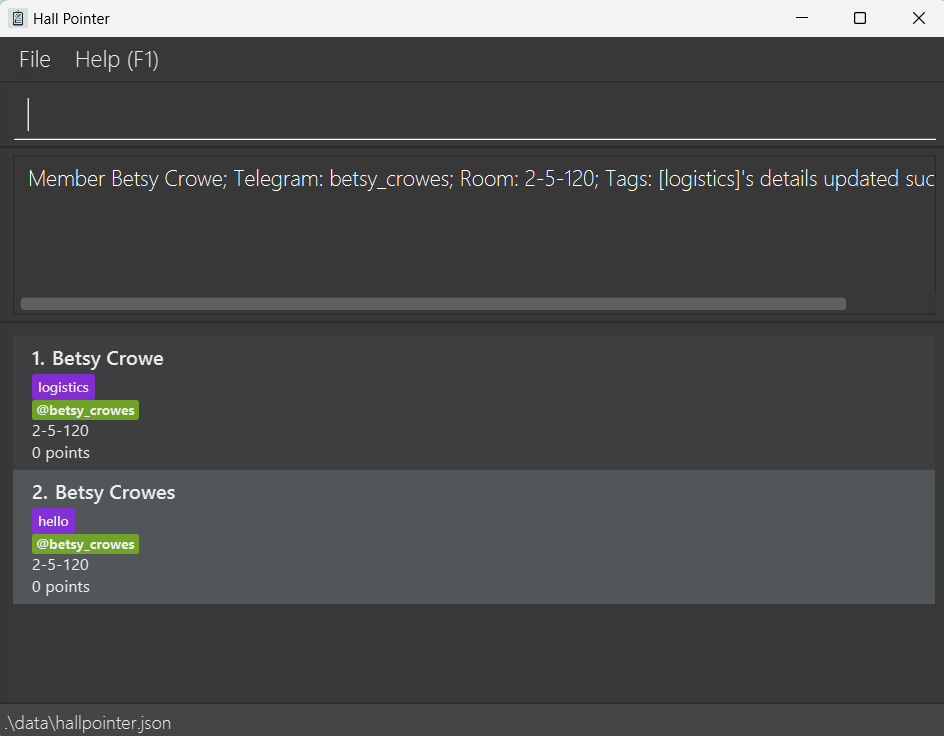 Hall Pointer
File Help (F1)
Member Betsy Crowe; Telegram: betsy_crowes; Room: 2-5-120; Tags: [logistics]'s details updated suc
1. Betsy Crowe
logistics
@betsy_crowes
2-5-120
0 points
2. Betsy Crowes
hello
@betsy_crowes
2-5-120
0 points
.\data\hallpointer.json